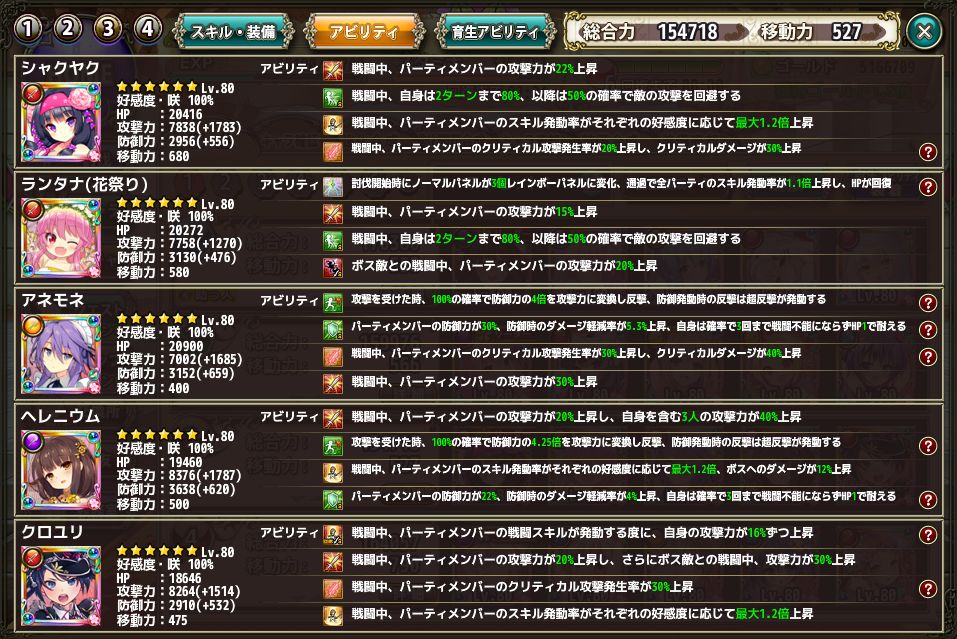 1 2 3 4 スキル・装備 アビリティ 育生アビリティ 総合力 154718 移動力 527
シャクヤク
★★★★★★ Lv.80
好感度・咲 100%
HP : 20416
攻撃力：7838(+1783)
防御力：2956(+556)
移動力：680
アビリティ 戦闘中、パーティメンバーの攻撃力が22%上昇
戦闘中、自身は2ターンまで80%、以降は50%の確率で敵の攻撃を回避する
戦闘中、パーティメンバーのスキル発動率がそれぞれの好感度に応じて最大1.2倍上昇
戦闘中、パーティメンバーのクリティカル攻撃発生率が20%上昇し、クリティカルダメージが30%上昇
ランタナ(花祭り)
★★★★★★ Lv.80
好感度・咲 100%
HP : 20272
攻撃力：7758(+1270)
防御力：3130(+476)
移動力：580
アビリティ 討伐開始時にノーマルパネルが3個レインボーパネルに変化、通過で全パーティのスキル発動率が1.1倍上昇し、HPが回復
戦闘中、パーティメンバーの攻撃力が15%上昇
戦闘中、自身は2ターンまで80%、以降は50%の確率で敵の攻撃を回避する
ボス敵との戦闘中、パーティメンバーの攻撃力が20%上昇
アネモネ
★★★★★★ Lv.80
好感度・咲 100%
HP : 20900
攻撃力：7002(+1685)
防御力：3152(+659)
移動力：400
アビリティ 攻撃を受けた時、100%の確率で防御力の4倍を攻撃力に変換し反撃、防御発動時の反撃は超反撃が発動する
パーティメンバーの防御力が30%、防御時のダメージ軽減率が5.3%上昇、自身は確率で3回まで戦闘不能にならずHP1で耐える
戦闘中、パーティメンバーのクリティカル攻撃発生率が30%上昇し、クリティカルダメージが40%上昇
戦闘中、パーティメンバーの攻撃力が30%上昇
ヘレニウム
★★★★★★ Lv.80
好感度・咲 100%
HP : 19460
攻撃力：8376(+1787)
防御力：3638(+620)
移動力：500
アビリティ 戦闘中、パーティメンバーの攻撃力が20%上昇し、自身を含む3人の攻撃力が40%上昇
攻撃を受けた時、100%の確率で防御力の4.25倍を攻撃力に変換し反撃、防御発動時の反撃は超反撃が発動する
戦闘中、パーティメンバーのスキル発動率がそれぞれの好感度に応じて最大1.2倍、ボスへのダメージが12%上昇
パーティメンバーの防御力が22%、防御時のダメージ軽減率が4%上昇、自身は確率で3回まで戦闘不能にならずHP1で耐える
クロユリ
★★★★★★ Lv.80
好感度・咲 100%
HP : 18646
攻撃力：8264(+1514)
防御力：2910(+532)
移動力：475
アビリティ 戦闘中、パーティメンバーの戦闘スキルが発動する度に、自身の攻撃力が16%ずつ上昇
戦闘中、パーティメンバーの攻撃力が20%上昇し、さらにボス敵との戦闘中、攻撃力が30%上昇
戦闘中、パーティメンバーのクリティカル攻撃発生率が30%上昇
戦闘中、パーティメンバーのスキル発動率がそれぞれの好感度に応じて最大1.2倍上昇